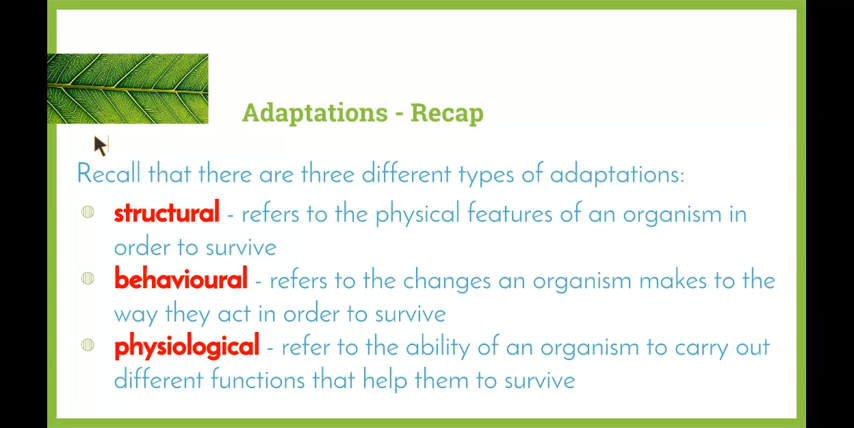 Adaptations - Recap
Recall that there are three different types of adaptations:
structural - refers to the physical features of an organism in
order to survive
behavioural - refers to the changes an organism makes to the
way they act in order to survive
physiological - refer to the ability of an organism to carry out
different functions that help them to survive